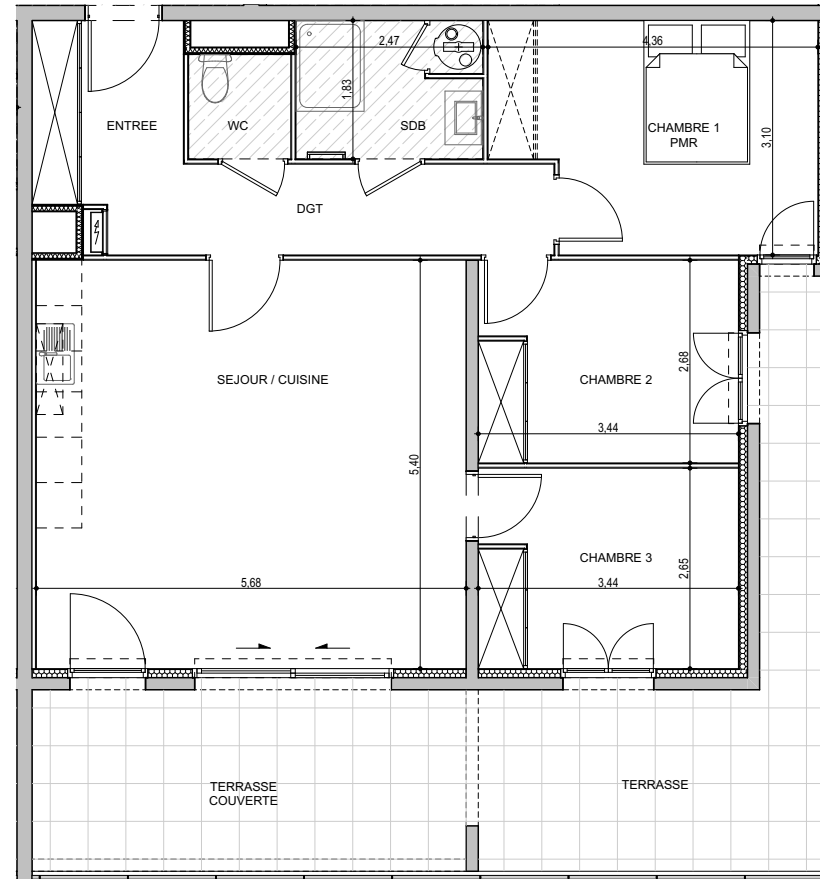 2,47
4,36
1,83
ENTREE
WC
SDB
CHAMBRE 1
PMR
3,10
DGT
SEJOUR / CUISINE
CHAMBRE 2
2,68
3,44
5,40
CHAMBRE 3
2,65
5,68
3,44
TERRASSE
COUVERTE
TERRASSE